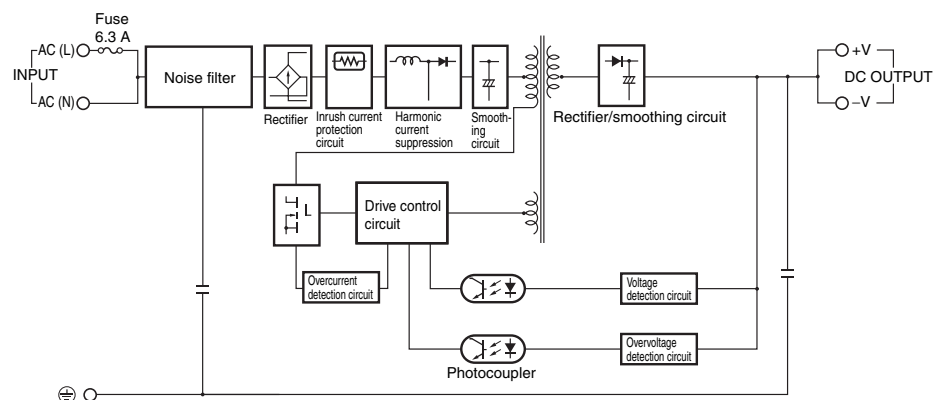 Fuse
6.3 A
AC (L)
INPUT
AC (N)
Noise filter
Rectifier
Inrush current
protection
circuit
Harmonic
current
suppression
Smooth-
ing
circuit
Rectifier/smoothing circuit
+V
DC OUTPUT
−V
Drive control
circuit
Overcurrent
detection circuit
Voltage
detection circuit
Overvoltage
detection circuit
Photocoupler